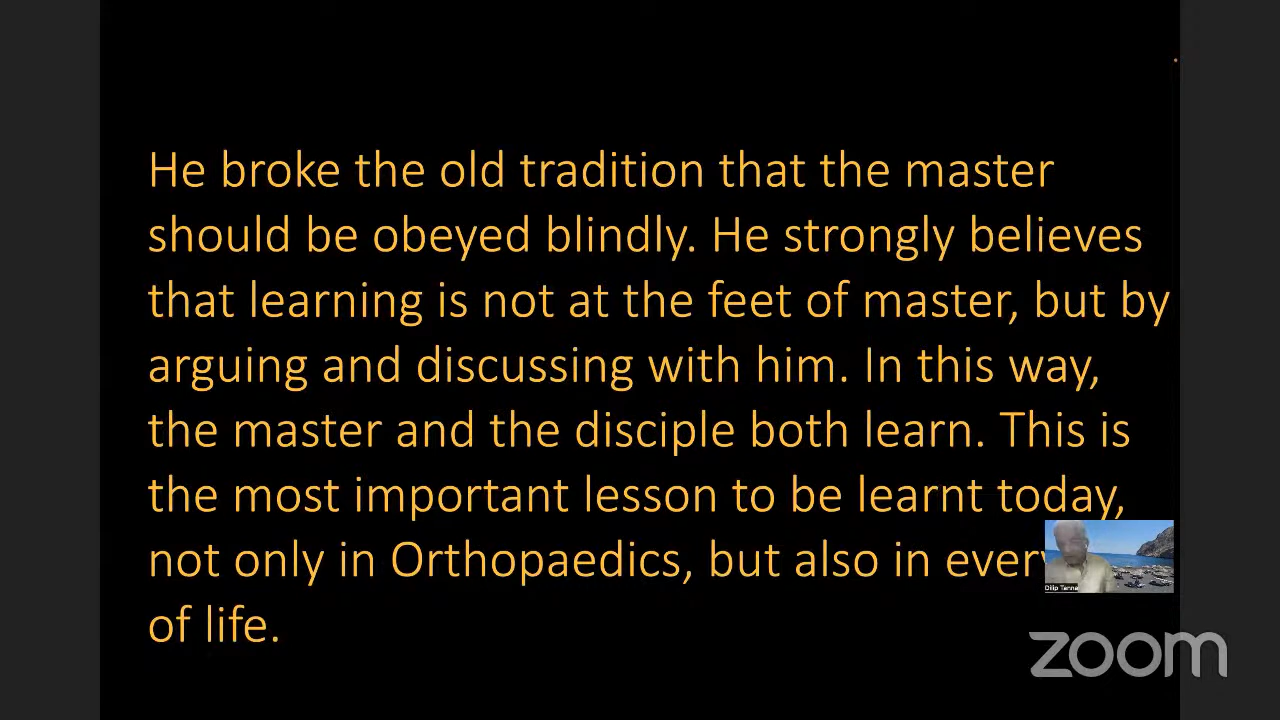 He broke the old tradition that the master
should be obeyed blindly. He strongly believes
that learning is not at the feet of master, but by
arguing and discussing with him. In this way,
the master and the disciple both learn. This is
the most important lesson to be learnt today,
not only in Orthopaedics, but also in every
of life.
Dilip Tanna
zoom